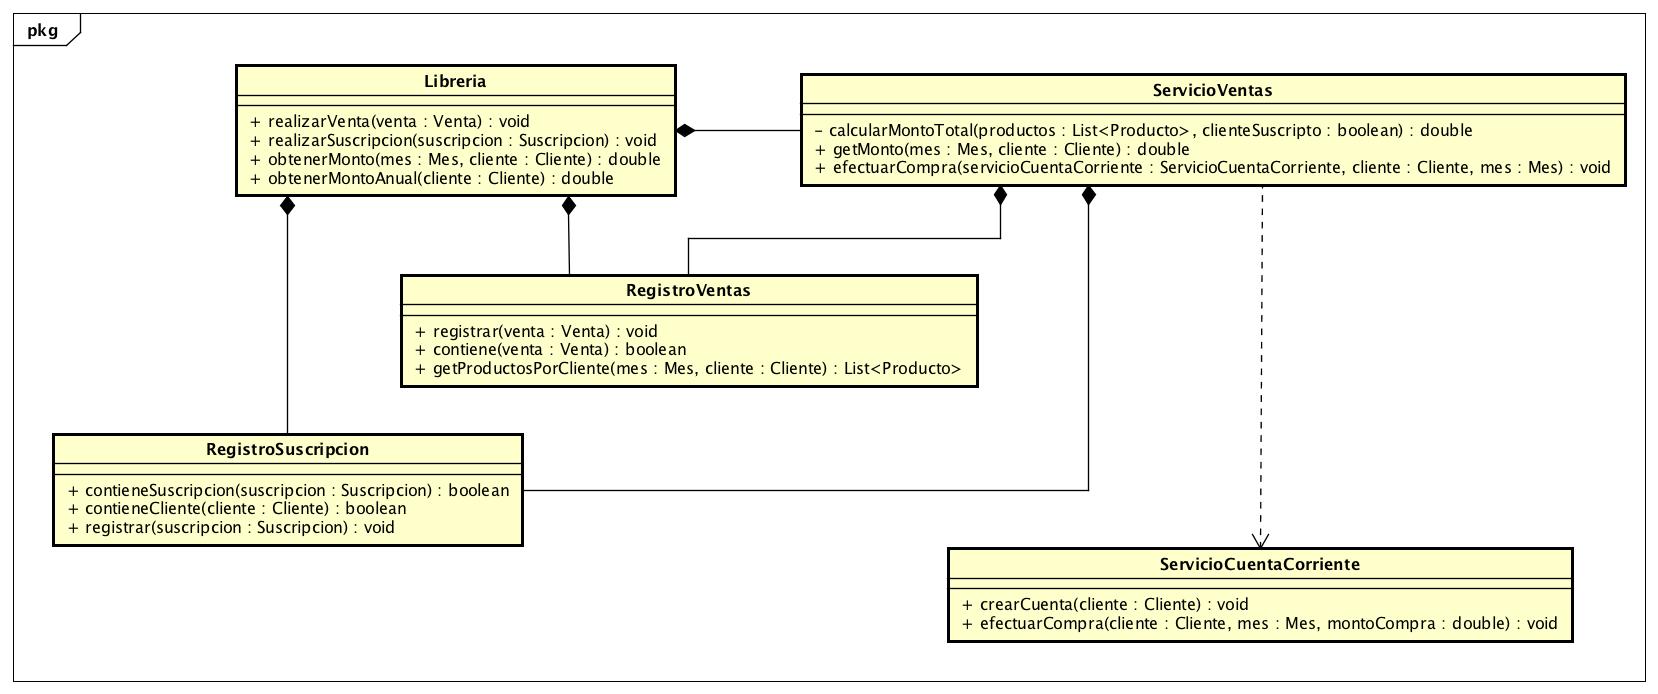 pkg
Libreria
+ realizarVenta(venta : Venta) : void
+ realizarSuscripcion(suscripcion : Suscripcion) : void
+ obtenerMonto(mes : Mes, cliente : Cliente) : double
+ obtenerMontoAnual(cliente : Cliente) : double
ServicioVentas
- calcularMontoTotal(productos : List<Producto>, clienteSuscripto : boolean) : double
+ getMonto(mes : Mes, cliente : Cliente) : double
+ efectuarCompra(servicioCuentaCorriente : ServicioCuentaCorriente, cliente : Cliente, mes : Mes) : void
RegistroVentas
+ registrar(venta : Venta) : void
+ contiene(venta : Venta) : boolean
+ getProductosPorCliente(mes : Mes, cliente : Cliente) : List<Producto>
RegistroSuscripcion
+ contieneSuscripcion(suscripcion : Suscripcion) : boolean
+ contieneCliente(cliente : Cliente) : boolean
+ registrar(suscripcion : Suscripcion) : void
ServicioCuentaCorriente
+ crearCuenta(cliente : Cliente) : void
+ efectuarCompra(cliente : Cliente, mes : Mes, montoCompra : double) : void